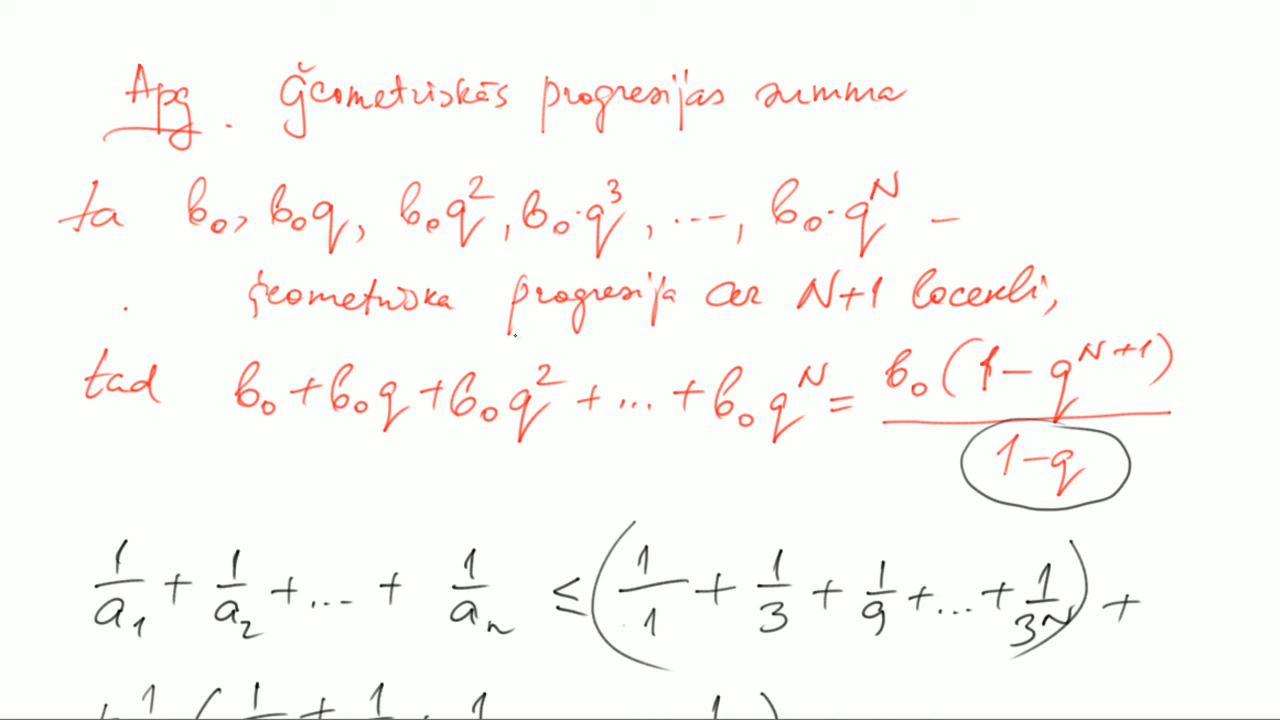 Apg. Ģeometriskās progresijas summa
Ja b₀, b₀q, b₀q², b₀·q³, ..., b₀·q^N –
ģeometriska progresija ar N+1 locekli,
tad b₀ + b₀q + b₀q² + ... + b₀q^N = b₀(1−q^(N+1)) / (1−q)
1/a₁ + 1/a₂ + ... + 1/aₙ ≤ (1/1 + 1/3 + 1/9 + ... + 1/3^N) +